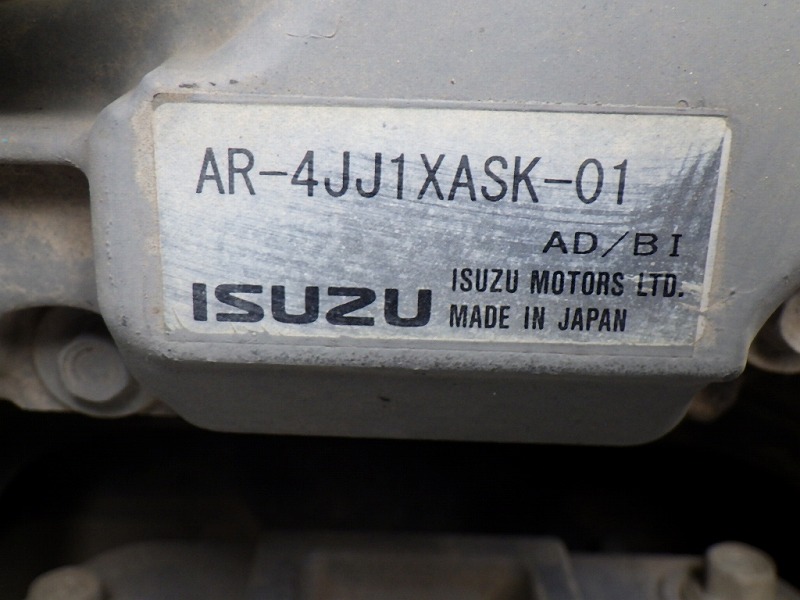 AR-4JJ1XASK-01
AD/BI
ISUZU
ISUZU MOTORS LTD.
MADE IN JAPAN